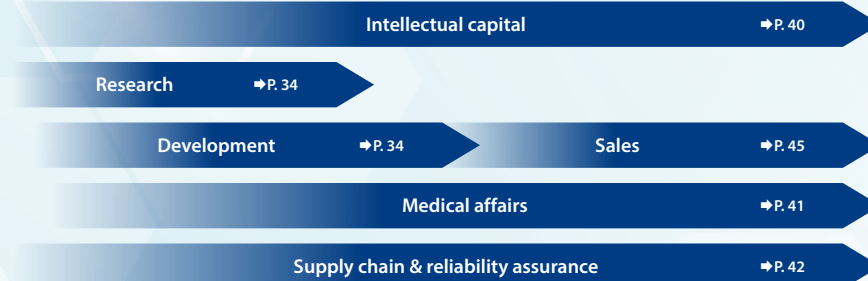 Intellectual capital ➡P. 40
Research ➡P. 34
Development ➡P. 34 Sales ➡P. 45
Medical affairs ➡P. 41
Supply chain & reliability assurance ➡P. 42